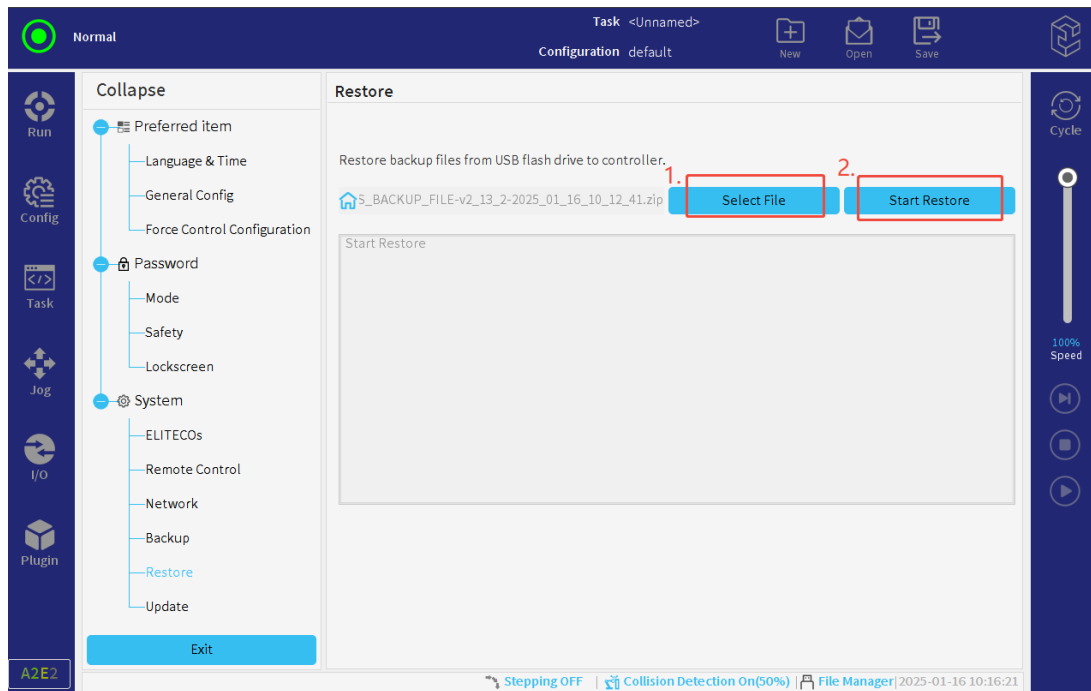 Normal
Task <Unnamed>
Configuration default
New
Open
Save
Run
Config
Task
Jog
I/O
Plugin
A2E2
Collapse
Preferred item
Language & Time
General Config
Force Control Configuration
Password
Mode
Safety
Lockscreen
System
ELITECOs
Remote Control
Network
Backup
Restore
Update
Exit
Restore
Restore backup files from USB flash drive to controller.
1.
2.
S_BACKUP_FILE-v2_13_2-2025_01_16_10_12_41.zip
Select File
Start Restore
Start Restore
Cycle
100%
Speed
Stepping OFF | Collision Detection On(50%) | File Manager|2025-01-16 10:16:21